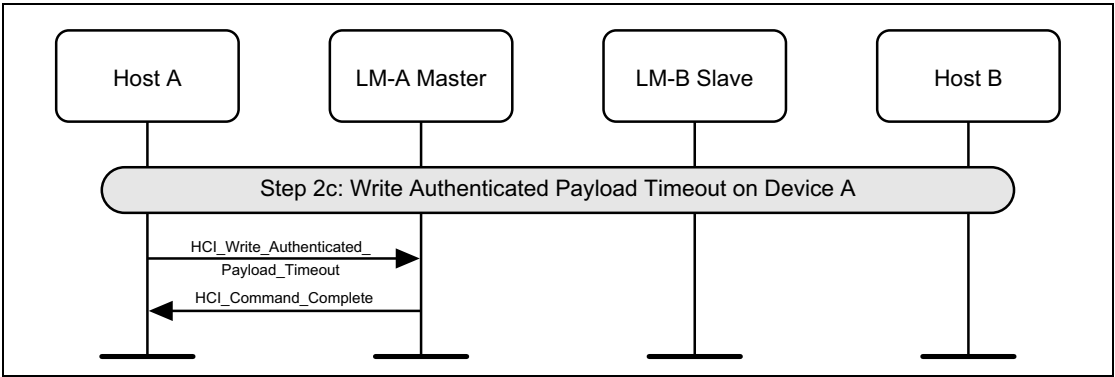 Host A
LM-A Master
LM-B Slave
Host B
Step 2c: Write Authenticated Payload Timeout on Device A
HCI_Write_Authenticated_
Payload_Timeout
HCI_Command_Complete